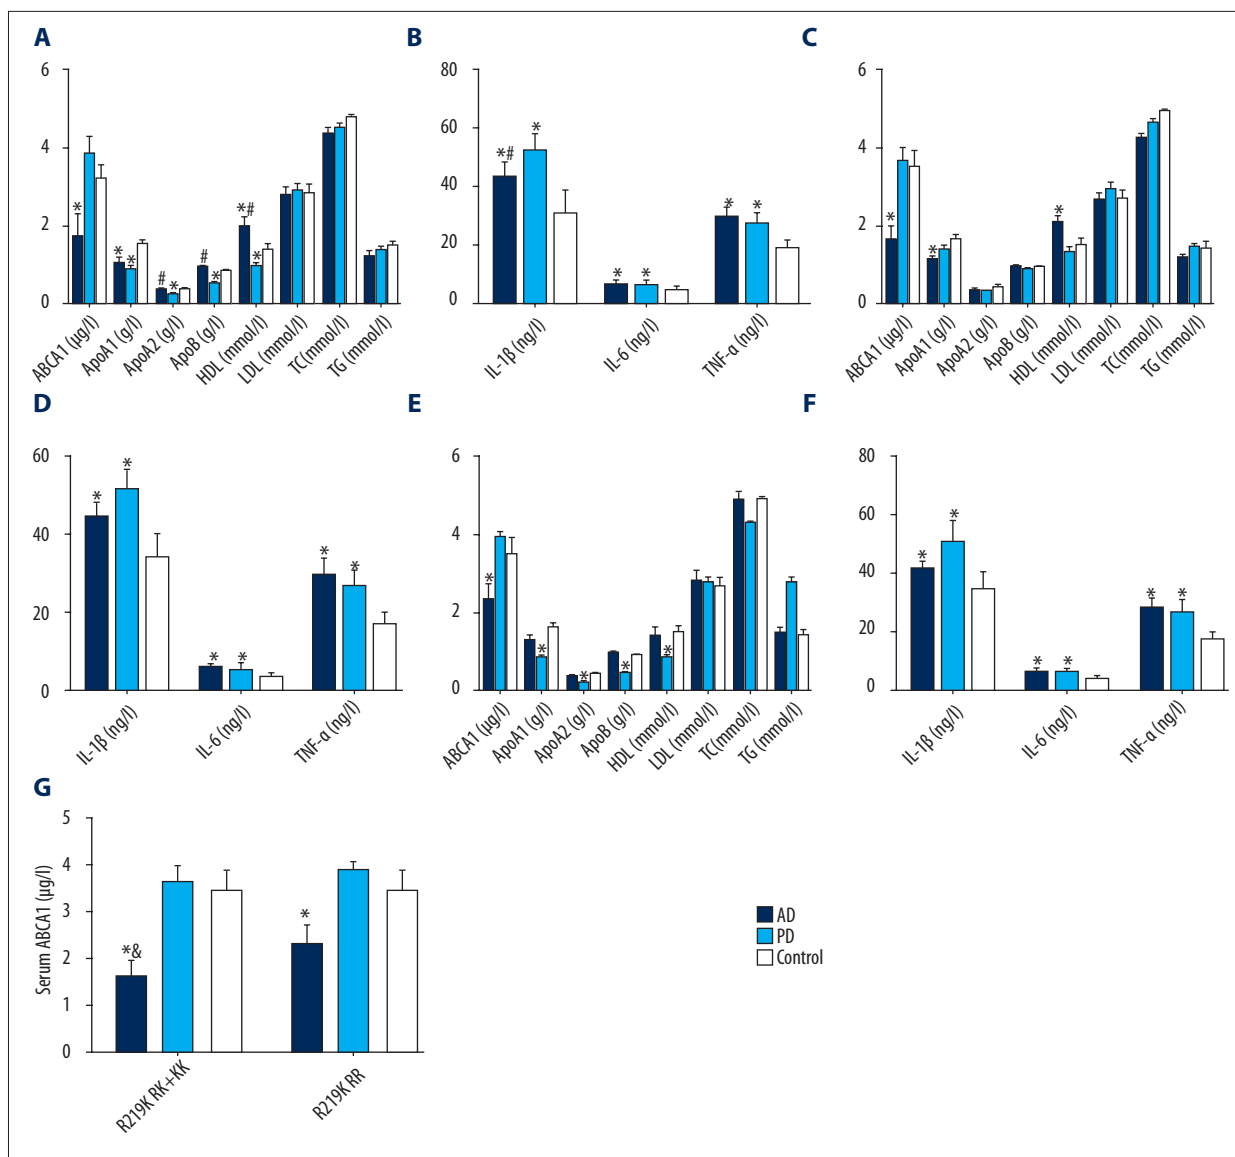 A
6
4
2
0
*
*
*
#
*
#
*
*#
*
ABCA1 (µg/l)
ApoA1 (g/l)
ApoA2 (g/l)
ApoB (g/l)
HDL (mmol/l)
LDL (mmol/l)
TC(mmol/l)
TG (mmol/l)
B
80
60
40
20
0
*#
*
*
*
*
*
IL-1β (ng/l)
IL-6 (ng/l)
TNF-α (ng/l)
C
6
4
2
0
*
*
*
ABCA1 (µg/l)
ApoA1 (g/l)
ApoA2 (g/l)
ApoB (g/l)
HDL (mmol/l)
LDL (mmol/l)
TC(mmol/l)
TG (mmol/l)
D
60
40
20
0
*
*
*
*
*
*
IL-1β (ng/l)
IL-6 (ng/l)
TNF-α (ng/l)
E
6
4
2
0
*
*
*
*
*
ABCA1 (µg/l)
ApoA1 (g/l)
ApoA2 (g/l)
ApoB (g/l)
HDL (mmol/l)
LDL (mmol/l)
TC(mmol/l)
TG (mmol/l)
F
80
60
40
20
0
*
*
*
*
*
*
IL-1β (ng/l)
IL-6 (ng/l)
TNF-α (ng/l)
G
Serum ABCA1 (µg/l)
5
4
3
2
1
0
*&
*
R219K RK+KK
R219K RR
AD
PD
Control